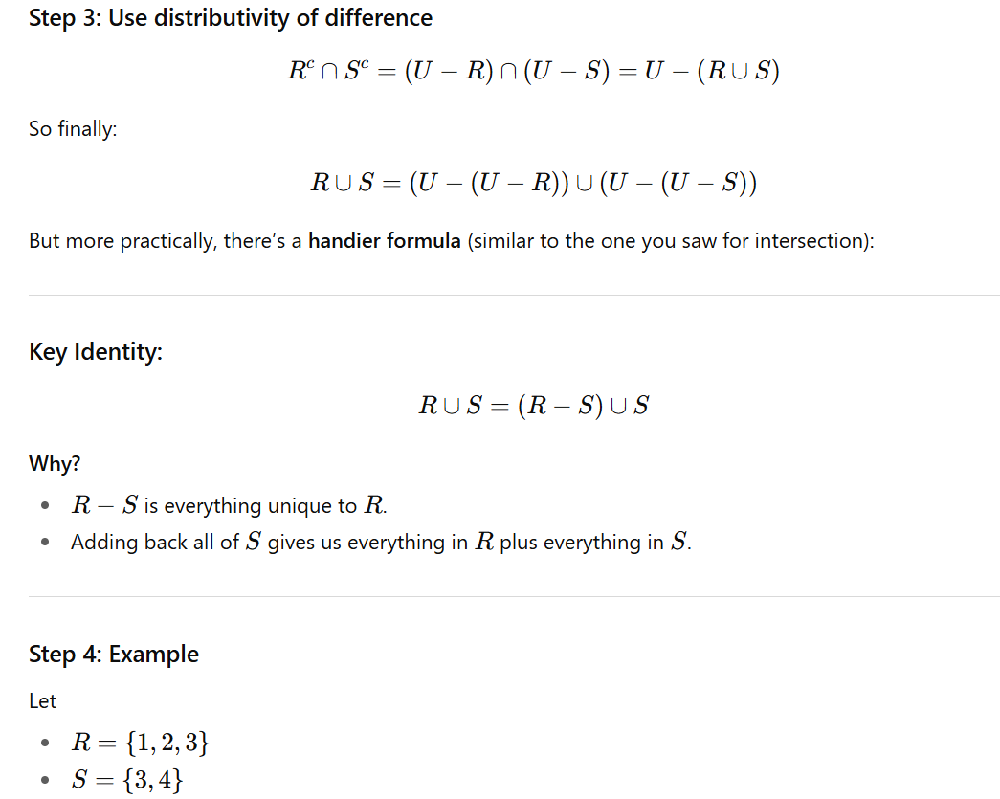 Step 3: Use distributivity of difference
Rᶜ ∩ Sᶜ = (U − R) ∩ (U − S) = U − (R ∪ S)
So finally:
R ∪ S = (U − (U − R)) ∪ (U − (U − S))
But more practically, there’s a handier formula (similar to the one you saw for intersection):
Key Identity:
R ∪ S = (R − S) ∪ S
Why?
• R − S is everything unique to R.
• Adding back all of S gives us everything in R plus everything in S.
Step 4: Example
Let
• R = {1, 2, 3}
• S = {3, 4}